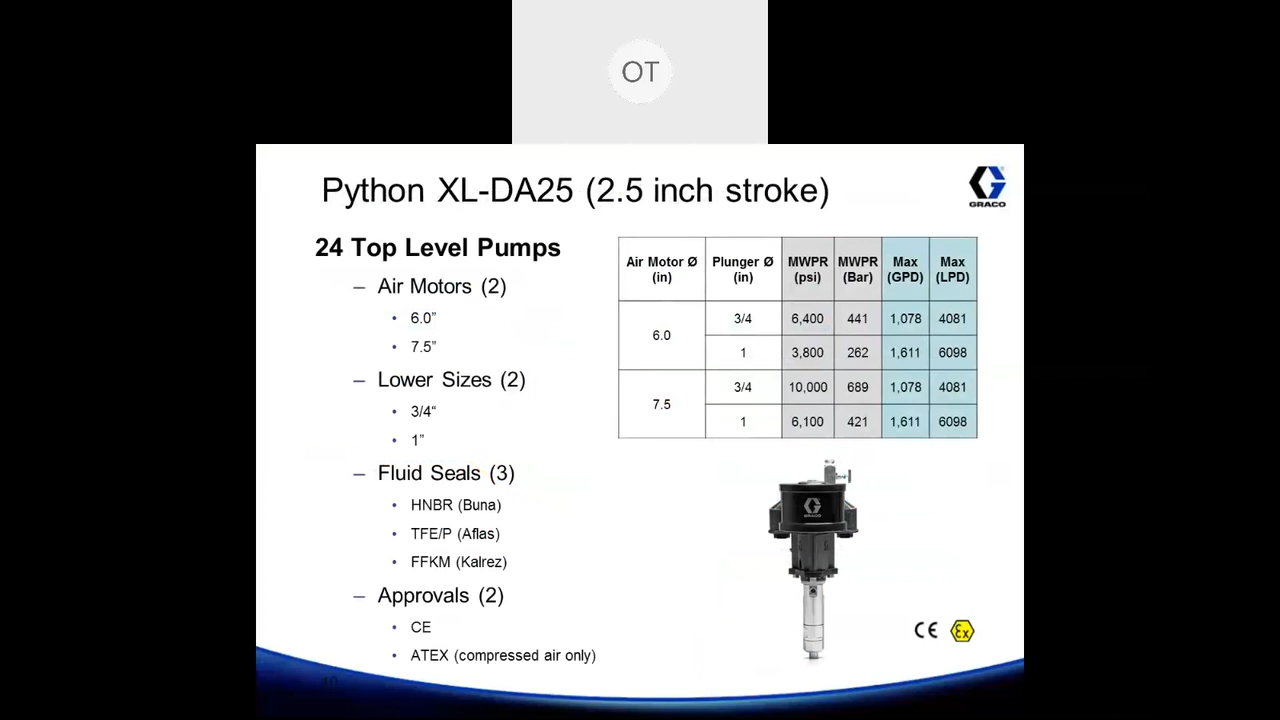 OT
Python XL-DA25 (2.5 inch stroke)
GRACO
24 Top Level Pumps
– Air Motors (2)
• 6.0”
• 7.5”
– Lower Sizes (2)
• 3/4“
• 1”
– Fluid Seals (3)
• HNBR (Buna)
• TFE/P (Aflas)
• FFKM (Kalrez)
– Approvals (2)
• CE
• ATEX (compressed air only)
Air Motor Ø (in) Plunger Ø (in) MWPR (psi) MWPR (Bar) Max (GPD) Max (LPD)
6.0 3/4 6,400 441 1,078 4081
1 3,800 262 1,611 6098
7.5 3/4 10,000 689 1,078 4081
1 6,100 421 1,611 6098
GRACO
CE Ex
10